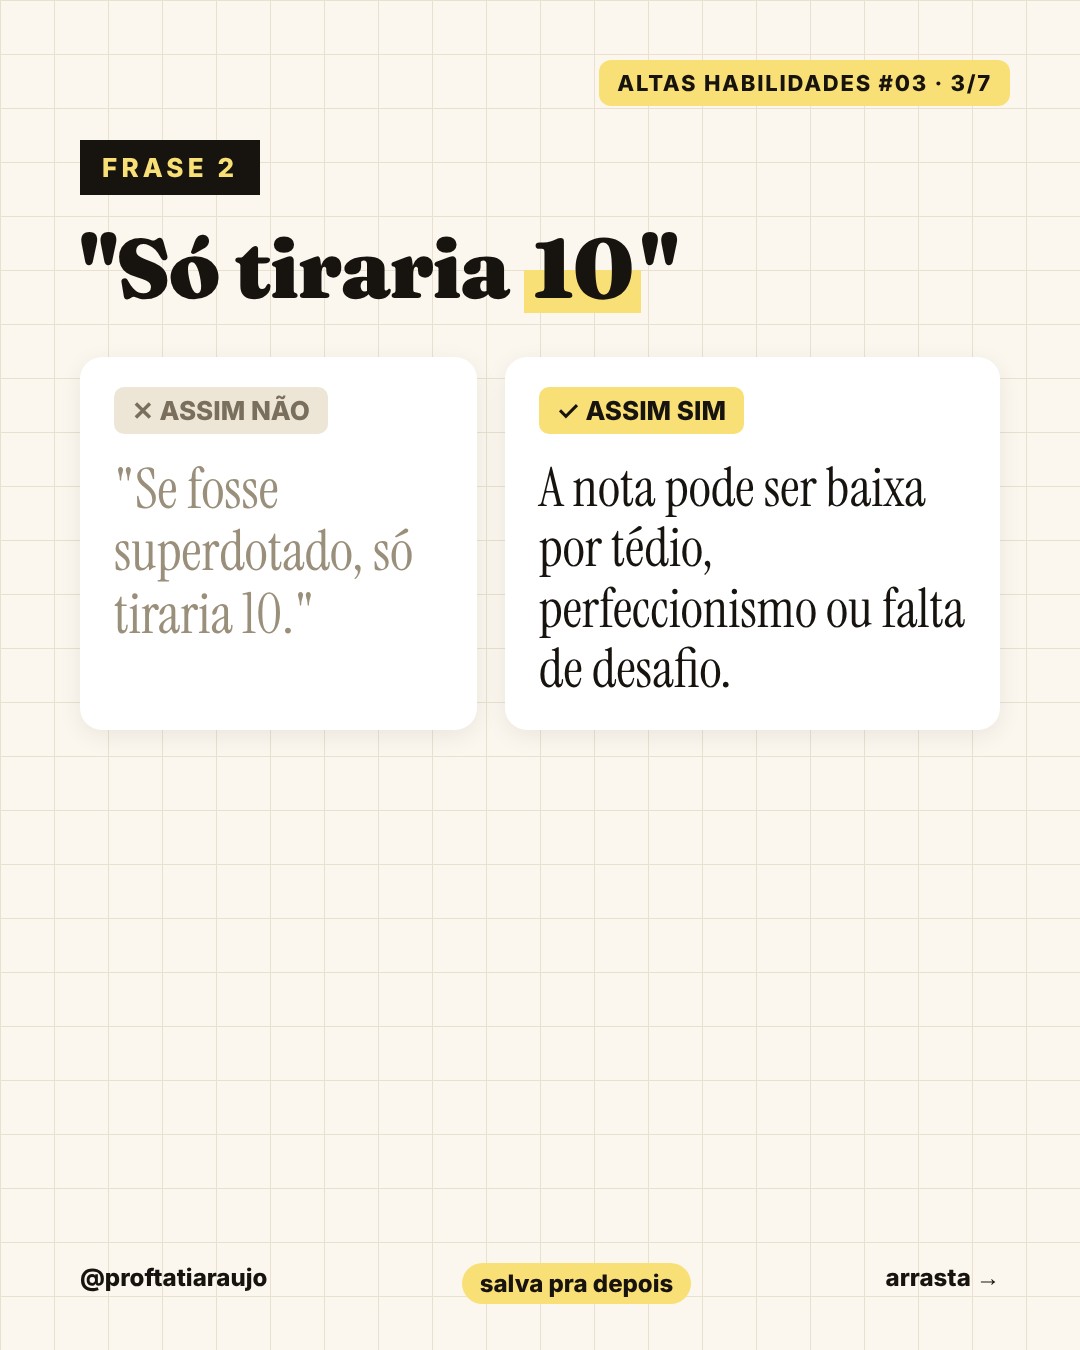 ALTAS HABILIDADES #03 · 3/7
FRASE 2
"Só tiraria 10"
✕ ASSIM NÃO
"Se fosse
superdotado, só
tiraria 10."
✓ ASSIM SIM
A nota pode ser baixa
por tédio,
perfeccionismo ou falta
de desafio.
@proftatiaraujo
salva pra depois
arrasta →